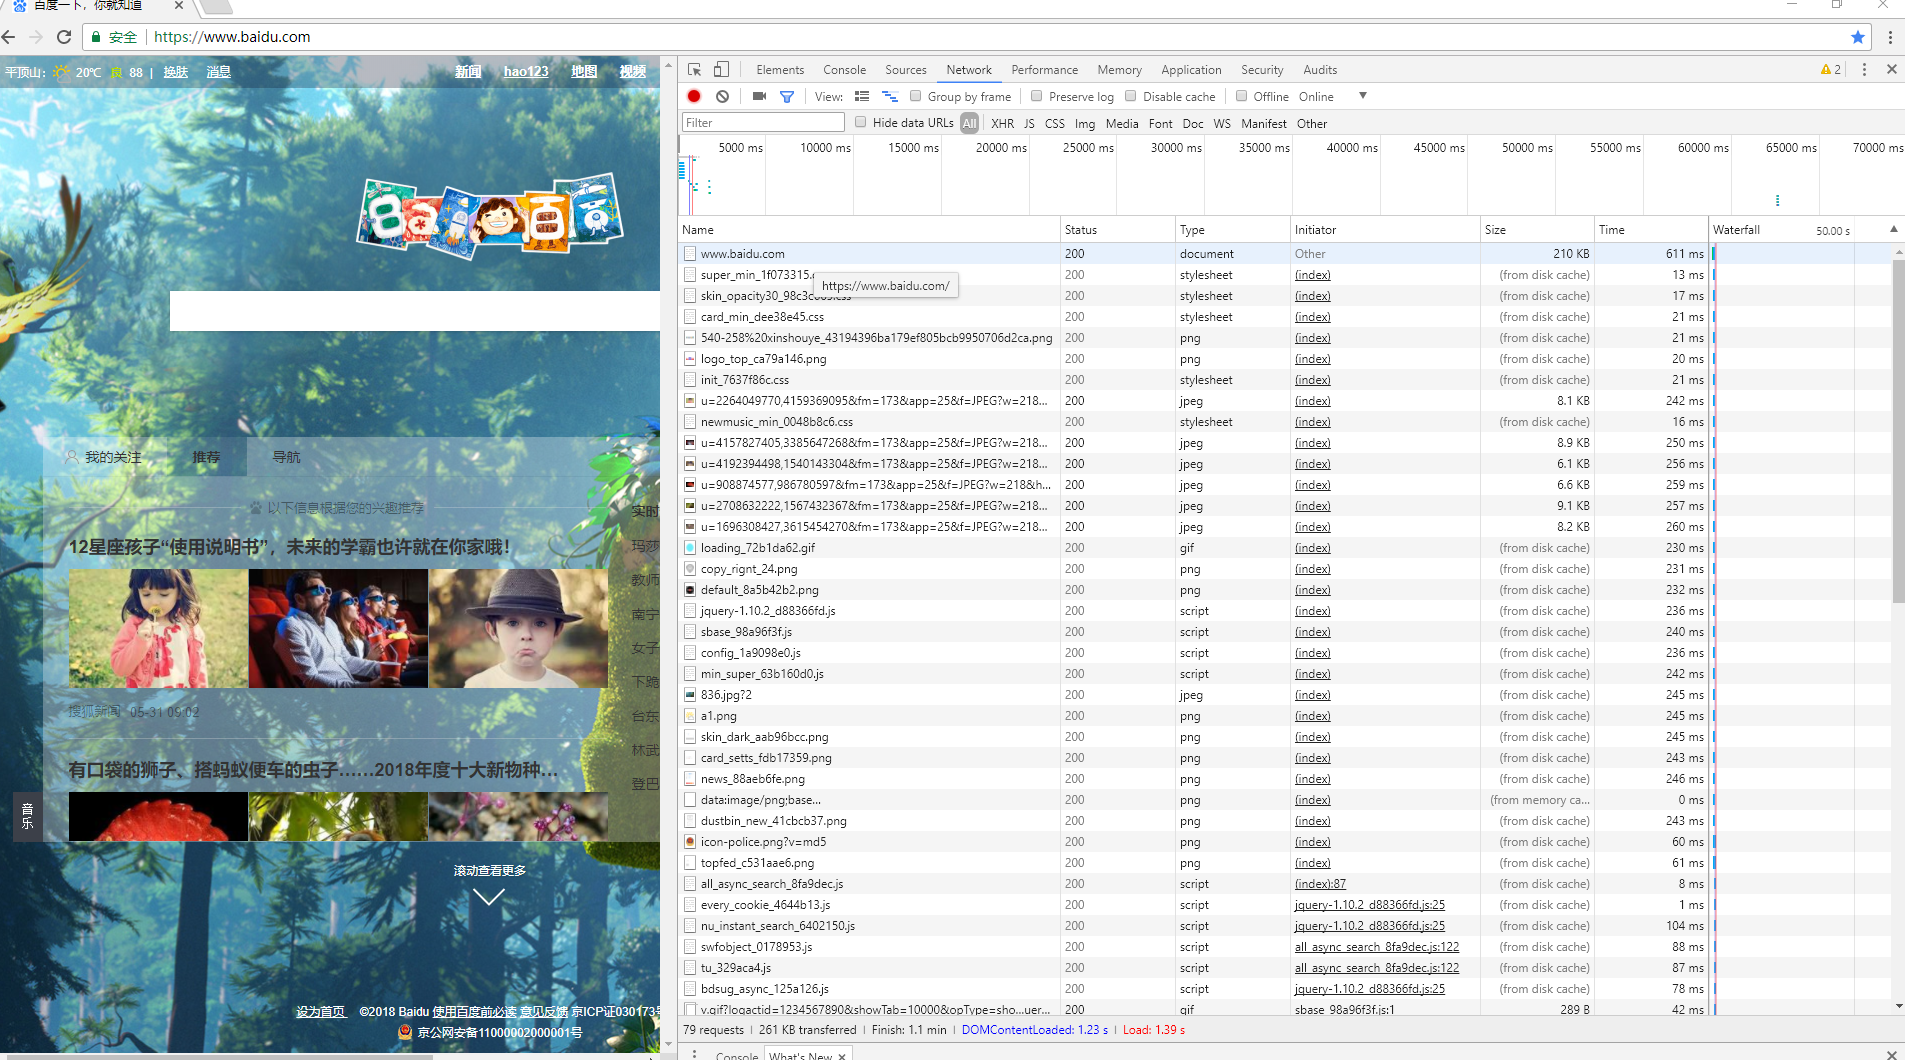 百度一下，你就知道
安全 https://www.baidu.com
平顶山： 20℃ 良 88 | 换肤 消息 新闻 hao123 地图 视频
我的关注 推荐 导航
以下信息根据您的兴趣推荐
12星座孩子“使用说明书”，未来的学霸也许就在你家哦！
搜狐新闻 05-31 09:02
有口袋的狮子、搭蚂蚁便车的虫子……2018年度十大新物种…
实时
玛莎
教师
南宁
女子
下跪
台东
林武
登巴
音乐
滚动查看更多
设为首页 ©2018 Baidu 使用百度前必读 意见反馈 京ICP证030173号
京公网安备11000002000001号
Elements Console Sources Network Performance Memory Application Security Audits 2
View: Group by frame Preserve log Disable cache Offline Online
Filter Hide data URLs All XHR JS CSS Img Media Font Doc WS Manifest Other
5000 ms 10000 ms 15000 ms 20000 ms 25000 ms 30000 ms 35000 ms 40000 ms 45000 ms 50000 ms 55000 ms 60000 ms 65000 ms 70000 ms
Name Status Type Initiator Size Time Waterfall 50.00 s
www.baidu.com 200 document Other 210 KB 611 ms
super_min_1f073315. 200 stylesheet (index) (from disk cache) 13 ms
https://www.baidu.com/
skin_opacity30_98c3c 200 stylesheet (index) (from disk cache) 17 ms
card_min_dee38e45.css 200 stylesheet (index) (from disk cache) 21 ms
540-258%20xinshouye_43194396ba179ef805bcb9950706d2ca.png 200 png (index) (from disk cache) 21 ms
logo_top_ca79a146.png 200 png (index) (from disk cache) 20 ms
init_7637f86c.css 200 stylesheet (index) (from disk cache) 21 ms
u=2264049770,4159369095&fm=173&app=25&f=JPEG?w=218... 200 jpeg (index) 8.1 KB 242 ms
newmusic_min_0048b8c6.css 200 stylesheet (index) (from disk cache) 16 ms
u=4157827405,3385647268&fm=173&app=25&f=JPEG?w=218... 200 jpeg (index) 8.9 KB 250 ms
u=4192394498,1540143304&fm=173&app=25&f=JPEG?w=218... 200 jpeg (index) 6.1 KB 256 ms
u=908874577,986780597&fm=173&app=25&f=JPEG?w=218&h... 200 jpeg (index) 6.6 KB 259 ms
u=2708632222,1567432367&fm=173&app=25&f=JPEG?w=218... 200 jpeg (index) 9.1 KB 257 ms
u=1696308427,3615454270&fm=173&app=25&f=JPEG?w=218... 200 jpeg (index) 8.2 KB 260 ms
loading_72b1da62.gif 200 gif (index) (from disk cache) 230 ms
copy_rignt_24.png 200 png (index) (from disk cache) 231 ms
default_8a5b42b2.png 200 png (index) (from disk cache) 232 ms
jquery-1.10.2_d88366fd.js 200 script (index) (from disk cache) 236 ms
sbase_98a96f3f.js 200 script (index) (from disk cache) 240 ms
config_1a9098e0.js 200 script (index) (from disk cache) 236 ms
min_super_63b160d0.js 200 script (index) (from disk cache) 242 ms
836.jpg?2 200 jpeg (index) (from disk cache) 245 ms
a1.png 200 png (index) (from disk cache) 245 ms
skin_dark_aab96bcc.png 200 png (index) (from disk cache) 245 ms
card_setts_fdb17359.png 200 png (index) (from disk cache) 243 ms
news_88aeb6fe.png 200 png (index) (from disk cache) 246 ms
data:image/png;base... 200 png (index) (from memory ca... 0 ms
dustbin_new_41cbcb37.png 200 png (index) (from disk cache) 243 ms
icon-police.png?v=md5 200 png (index) (from disk cache) 60 ms
topfed_c531aae6.png 200 png (index) (from disk cache) 61 ms
all_async_search_8fa9dec.js 200 script (index):87 (from disk cache) 8 ms
every_cookie_4644b13.js 200 script jquery-1.10.2_d88366fd.js:25 (from disk cache) 1 ms
nu_instant_search_6402150.js 200 script jquery-1.10.2_d88366fd.js:25 (from disk cache) 104 ms
swfobject_0178953.js 200 script all_async_search_8fa9dec.js:122 (from disk cache) 88 ms
tu_329aca4.js 200 script all_async_search_8fa9dec.js:122 (from disk cache) 87 ms
bdsug_async_125a126.js 200 script jquery-1.10.2_d88366fd.js:25 (from disk cache) 78 ms
v.gif?logactid=1234567890&showTab=10000&opType=sho...uer... 200 gif sbase_98a96f3f.js:1 289 B 42 ms
79 requests | 261 KB transferred | Finish: 1.1 min | DOMContentLoaded: 1.23 s | Load: 1.39 s
Console What's New